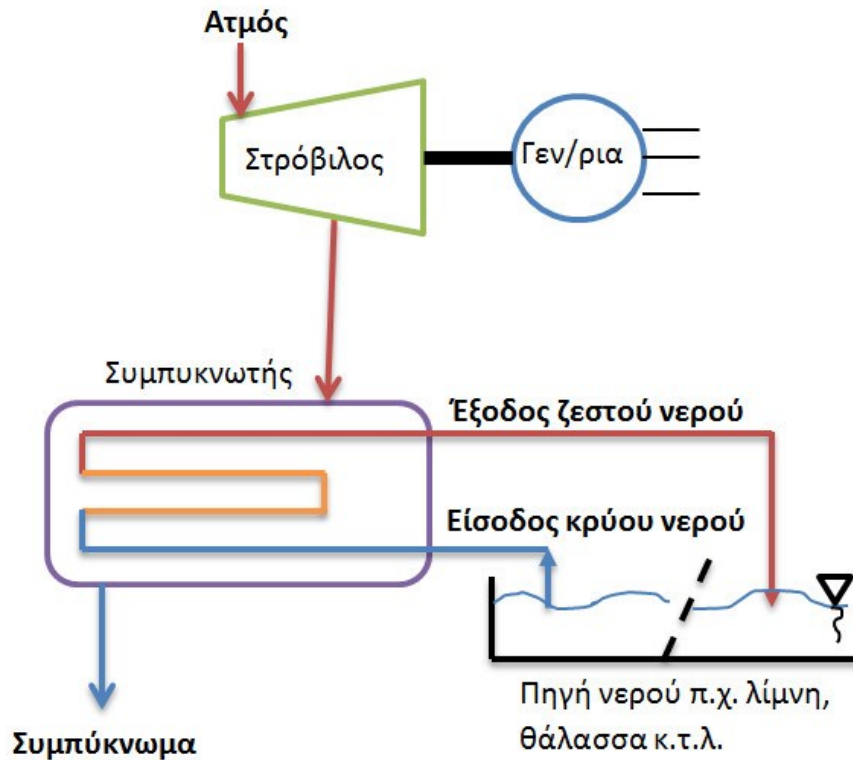 Ατμός
Στρόβιλος
Γεν/ρια
Συμπυκνωτής
Έξοδος ζεστού νερού
Είσοδος κρύου νερού
Πηγή νερού π.χ. λίμνη,
θάλασσα κ.τ.λ.
Συμπύκνωμα